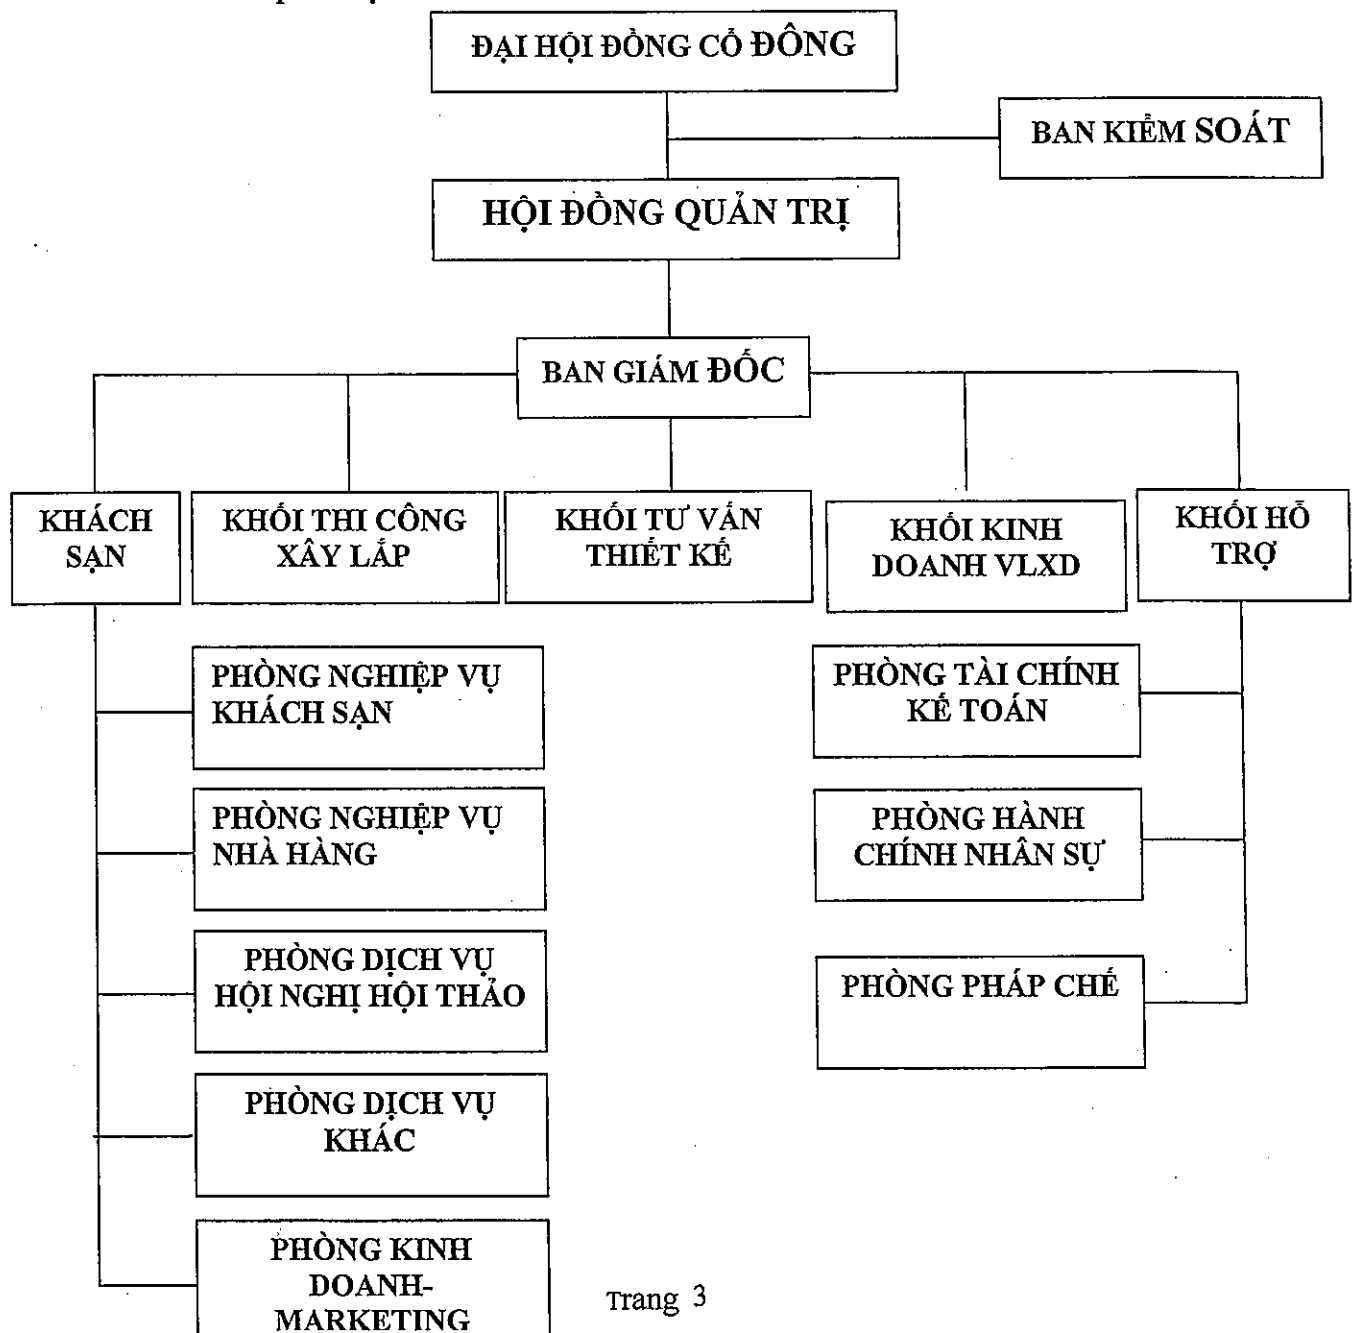 ĐẠI HỘI ĐỒNG CỔ ĐÔNG
BAN KIỂM SOÁT
HỘI ĐỒNG QUẢN TRỊ
BAN GIÁM ĐỐC
KHÁCH
SẠN
KHỐI THI CÔNG
XÂY LẮP
KHỐI TƯ VẤN
THIẾT KẾ
KHỐI KINH
DOANH VLXD
KHỐI HỖ
TRỢ
PHÒNG NGHIỆP VỤ
KHÁCH SẠN
PHÒNG TÀI CHÍNH
KẾ TOÁN
PHÒNG NGHIỆP VỤ
NHÀ HÀNG
PHÒNG HÀNH
CHÍNH NHÂN SỰ
PHÒNG DỊCH VỤ
HỘI NGHỊ HỘI THẢO
PHÒNG PHÁP CHẾ
PHÒNG DỊCH VỤ
KHÁC
PHÒNG KINH
DOANH-
MARKETING
Trang 3